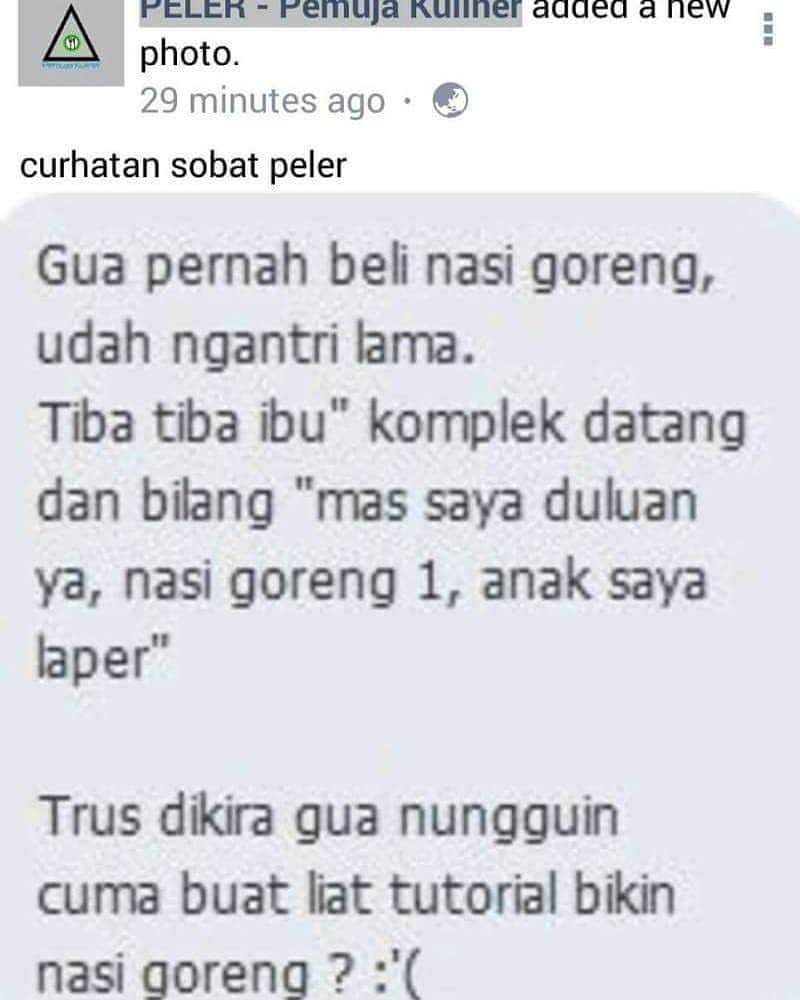 PELER - Pemuja Kuliner added a new
photo.
29 minutes ago ·
curhatan sobat peler
Gua pernah beli nasi goreng,
udah ngantri lama.
Tiba tiba ibu" komplek datang
dan bilang "mas saya duluan
ya, nasi goreng 1, anak saya
laper"
Trus dikira gua nungguin
cuma buat liat tutorial bikin
nasi goreng ? :'(